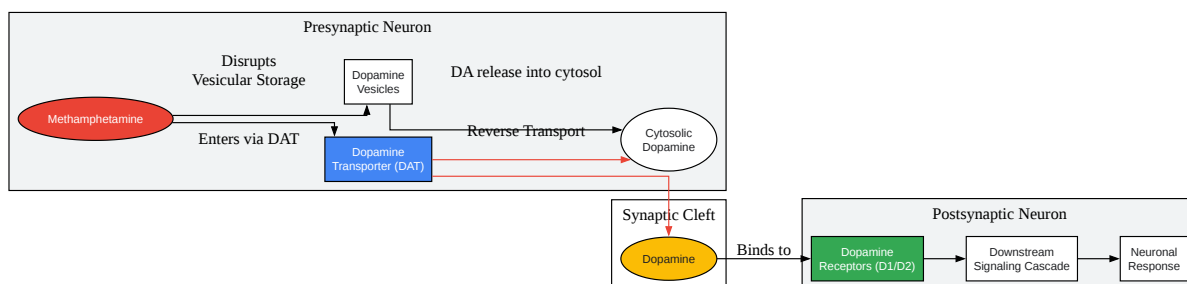 Presynaptic Neuron
Disrupts
Vesicular Storage
Dopamine
Vesicles
DA release into cytosol
Methamphetamine
Enters via DAT
Reverse Transport
Cytosolic
Dopamine
Dopamine
Transporter (DAT)
Synaptic Cleft
Postsynaptic Neuron
Dopamine
Binds to
Dopamine
Receptors (D1/D2)
Downstream
Signaling Cascade
Neuronal
Response